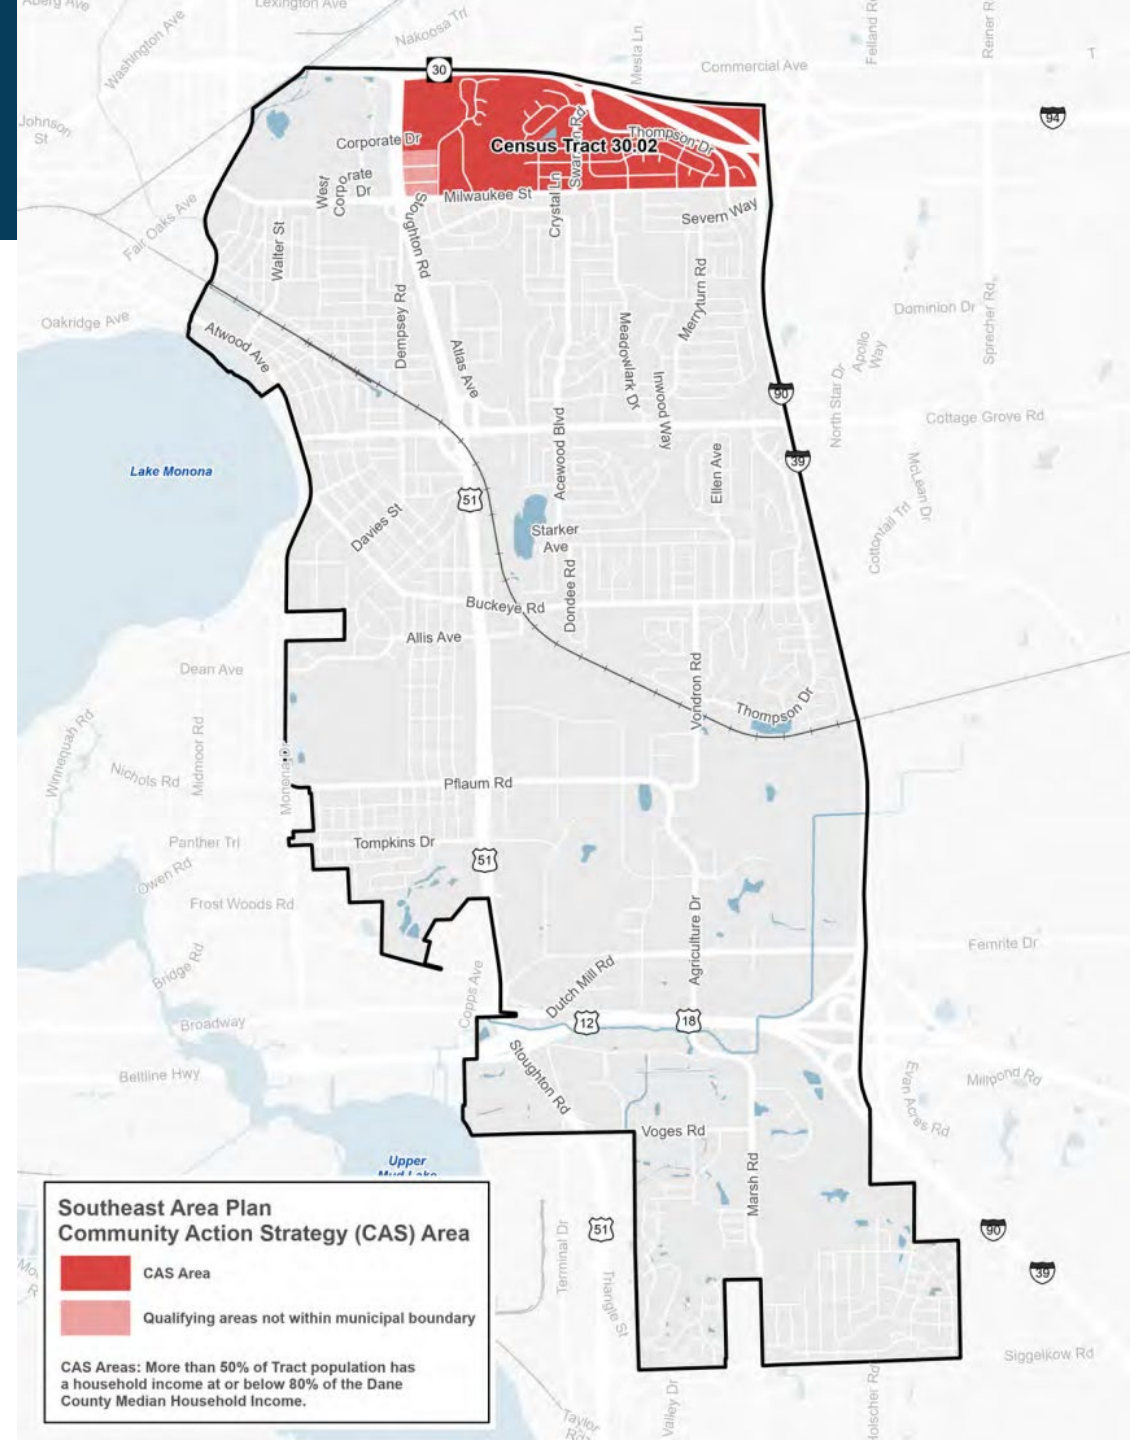 Aberg Ave
Lexington Ave
Washington Ave
Nakoosa Trl
Mesta Ln
Felland Rd
Reiner R
Commercial Ave
T
30
94
Johnson
St
Corporate Dr
Swanson Rd
Thompson Dr
Census Tract 30.02
West
Corporate
Dr
Milwaukee St
Crystal Ln
Severn Way
Fair Oaks Ave
Walter St
Stoughton Rd
Merryturn Rd
Sprecher Rd
Dominion Dr
Oakridge Ave
Atwood Ave
Dempsey Rd
Atlas Ave
Meadowlark Dr
Inwood Way
Apollo
Way
North Star Dr
90
Cottage Grove Rd
Lake Monona
Acewood Blvd
Ellen Ave
39
McLean Dr
51
Davies St
Starker
Ave
Cottontail Trl
Dondee Rd
Buckeye Rd
Allis Ave
Dean Ave
Vondron Rd
Thompson Dr
Winnequah Rd
Nichols Rd
Midmoor Rd
Monona Dr
Pflaum Rd
Panther Trl
Tompkins Dr
51
Owen Rd
Frost Woods Rd
Agriculture Dr
Femrite Dr
Bridge Rd
Copps Ave
Dutch Mill Rd
Broadway
12
18
Beltline Hwy
Stoughton Rd
Evan Acres Rd
Millpond Rd
Voges Rd
Upper
Mud Lake
Marsh Rd
51
90
39
Terminal Dr
Triangle St
Siggelkow Rd
Valley Dr
Holscher Rd
Taylor
Rd
Southeast Area Plan
Community Action Strategy (CAS) Area
CAS Area
Qualifying areas not within municipal boundary
CAS Areas: More than 50% of Tract population has
a household income at or below 80% of the Dane
County Median Household Income.